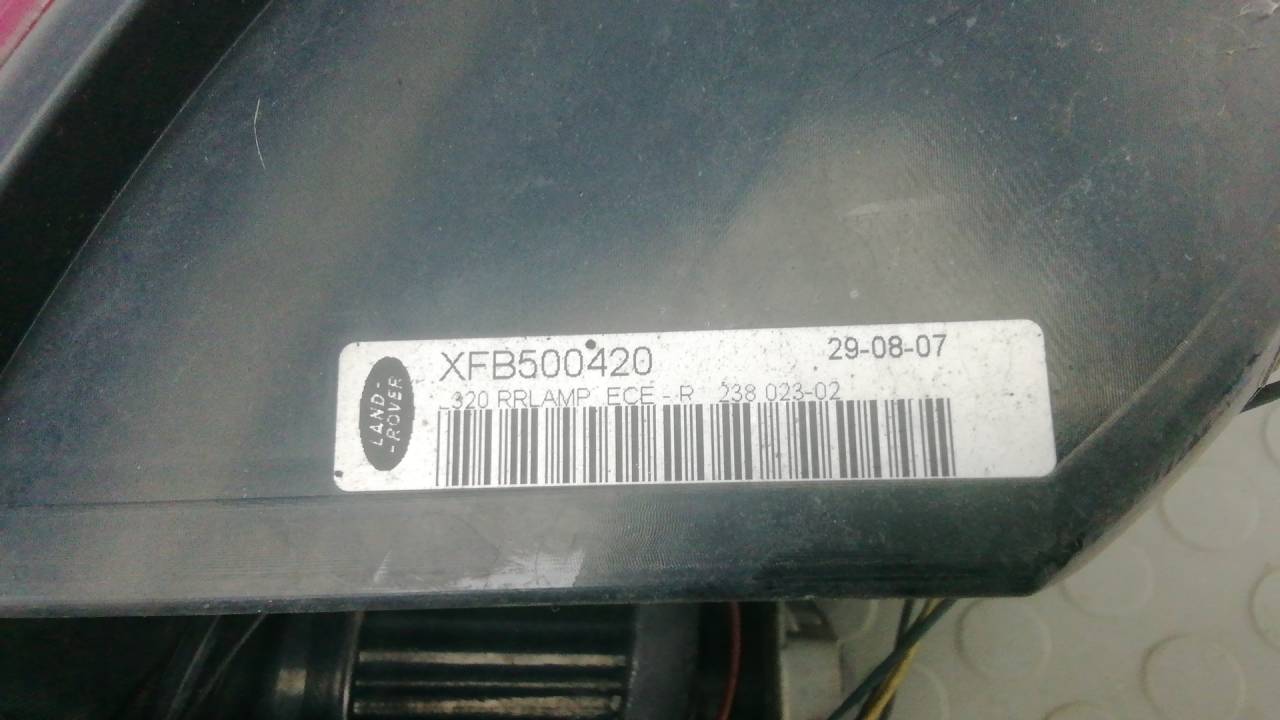 LAND-
-ROVER
XFB500420
29-08-07
L320 RRLAMP ECE - R 238 023-02